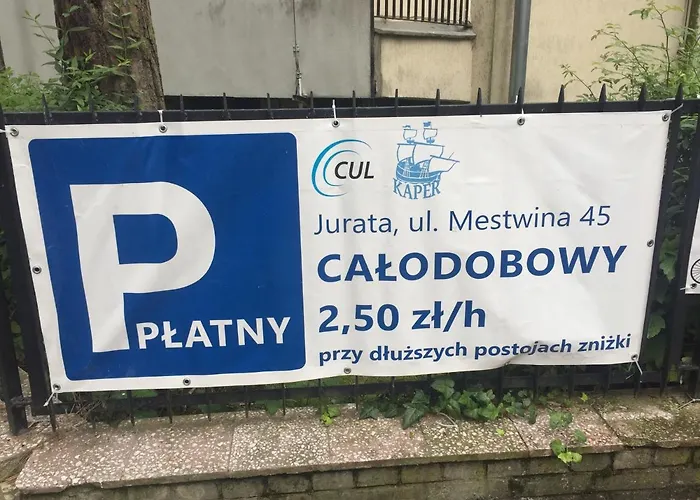 P
PŁATNY
CUL
KAPER
Jurata, ul. Mestwina 45
CAŁODOBOWY
2,50 zł/h
przy dłuższych postojach zniżki